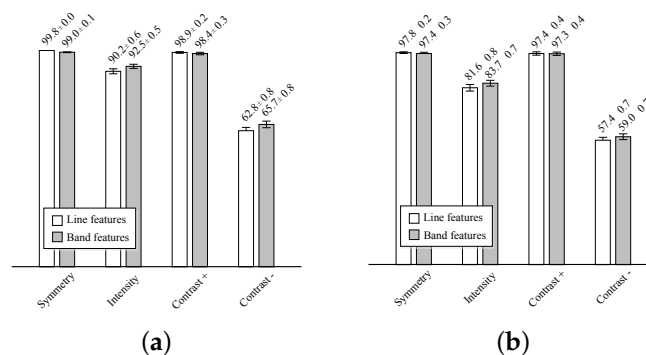 99.8 ± 0.0
99.0 ± 0.1
90.2 ± 0.6
92.5 ± 0.5
98.9 ± 0.2
98.4 ± 0.3
62.8 ± 0.8
65.7 ± 0.8
Line features
Band features
Symmetry
Intensity
Contrast +
Contrast -
(a)
97.8 0.2
97.4 0.3
81.6 0.8
83.7 0.7
97.4 0.4
97.3 0.4
57.4 0.7
59.0 0.7
Line features
Band features
Symmetry
Intensity
Contrast +
Contrast -
(b)